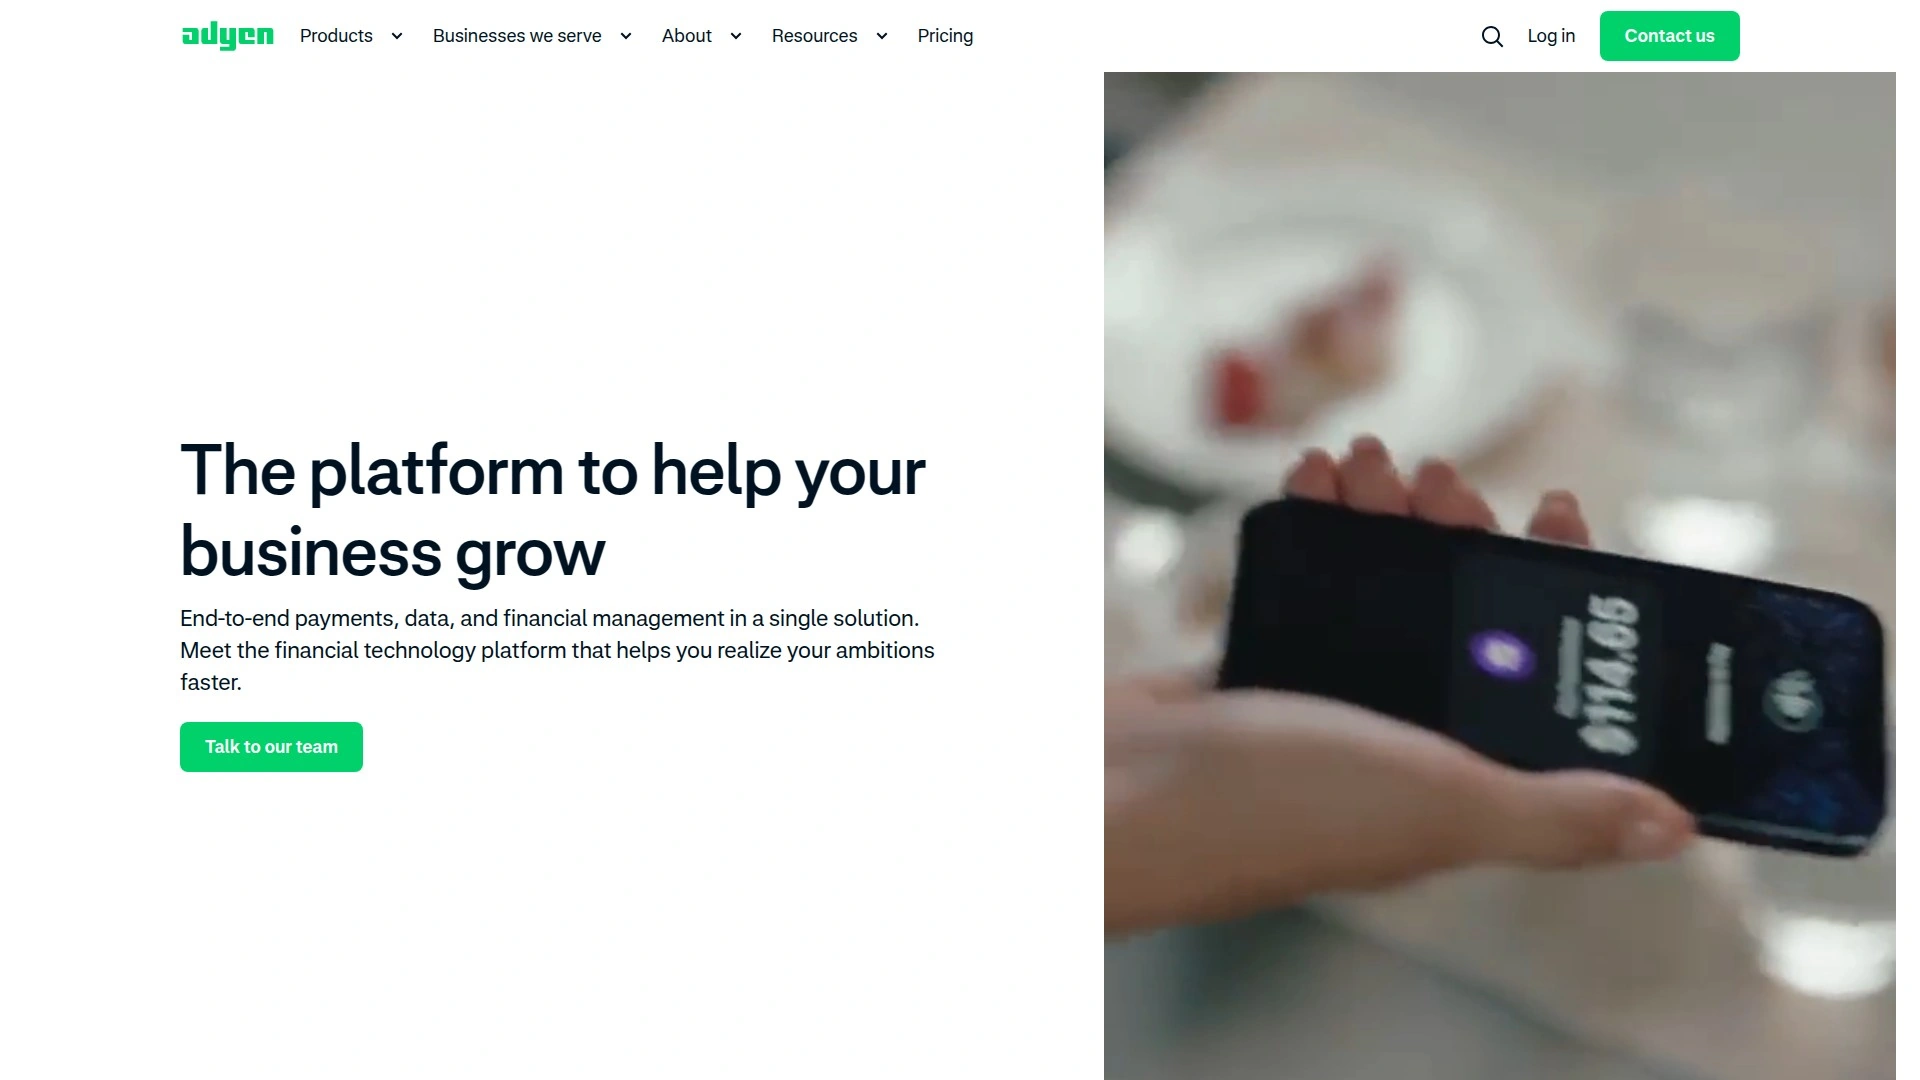 adyen
Products
Businesses we serve
About
Resources
Pricing
Log in
Contact us
The platform to help your
business grow
End-to-end payments, data, and financial management in a single solution.
Meet the financial technology platform that helps you realize your ambitions
faster.
Talk to our team